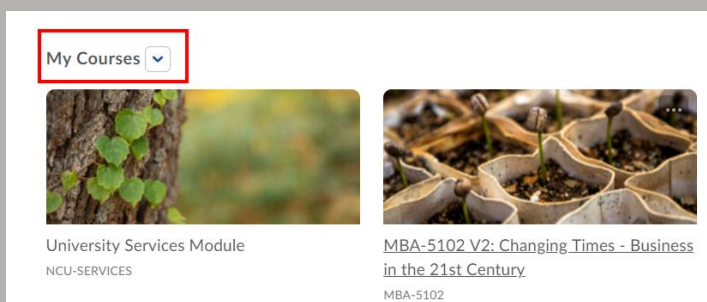 My Courses
University Services Module
NCU-SERVICES
MBA-5102 V2: Changing Times - Business
in the 21st Century
MBA-5102